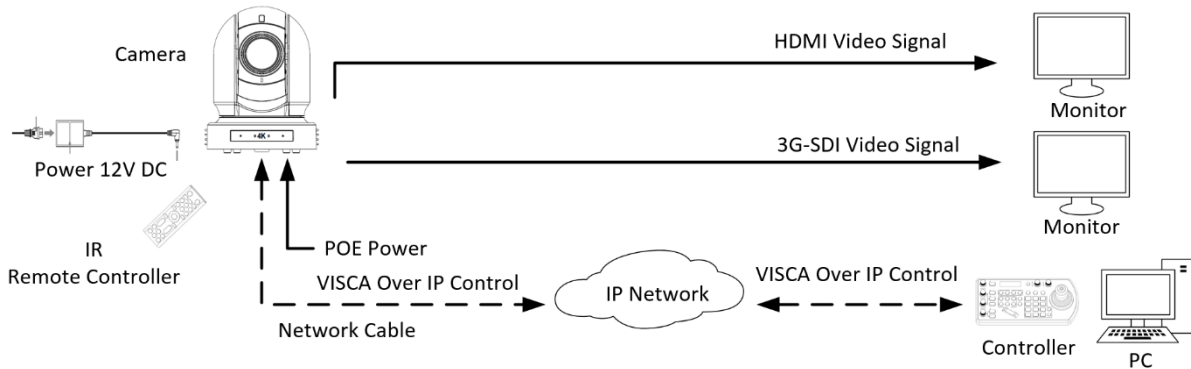 Camera
HDMI Video Signal
Monitor
4K
Power 12V DC
3G-SDI Video Signal
Monitor
IR
Remote Controller
POE Power
VISCA Over IP Control
Network Cable
IP Network
VISCA Over IP Control
Controller
PC